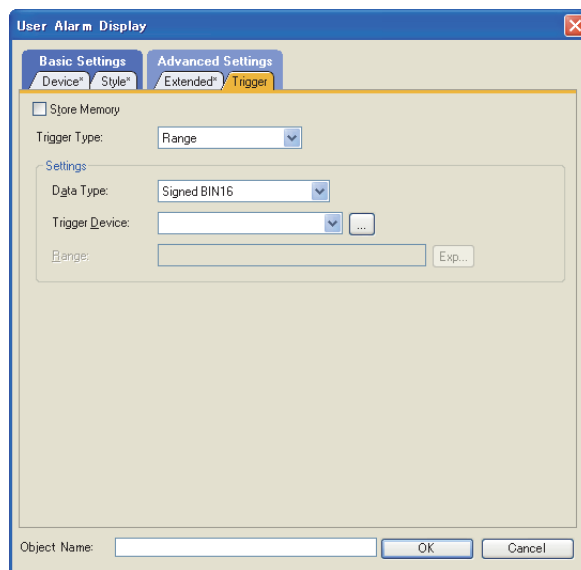 User Alarm Display
Basic Settings Advanced Settings
Device* Style* Extended* Trigger
Store Memory
Trigger Type: Range
Settings
Data Type: Signed BIN16
Trigger Device: ...
Range: Exp...
Object Name: OK Cancel